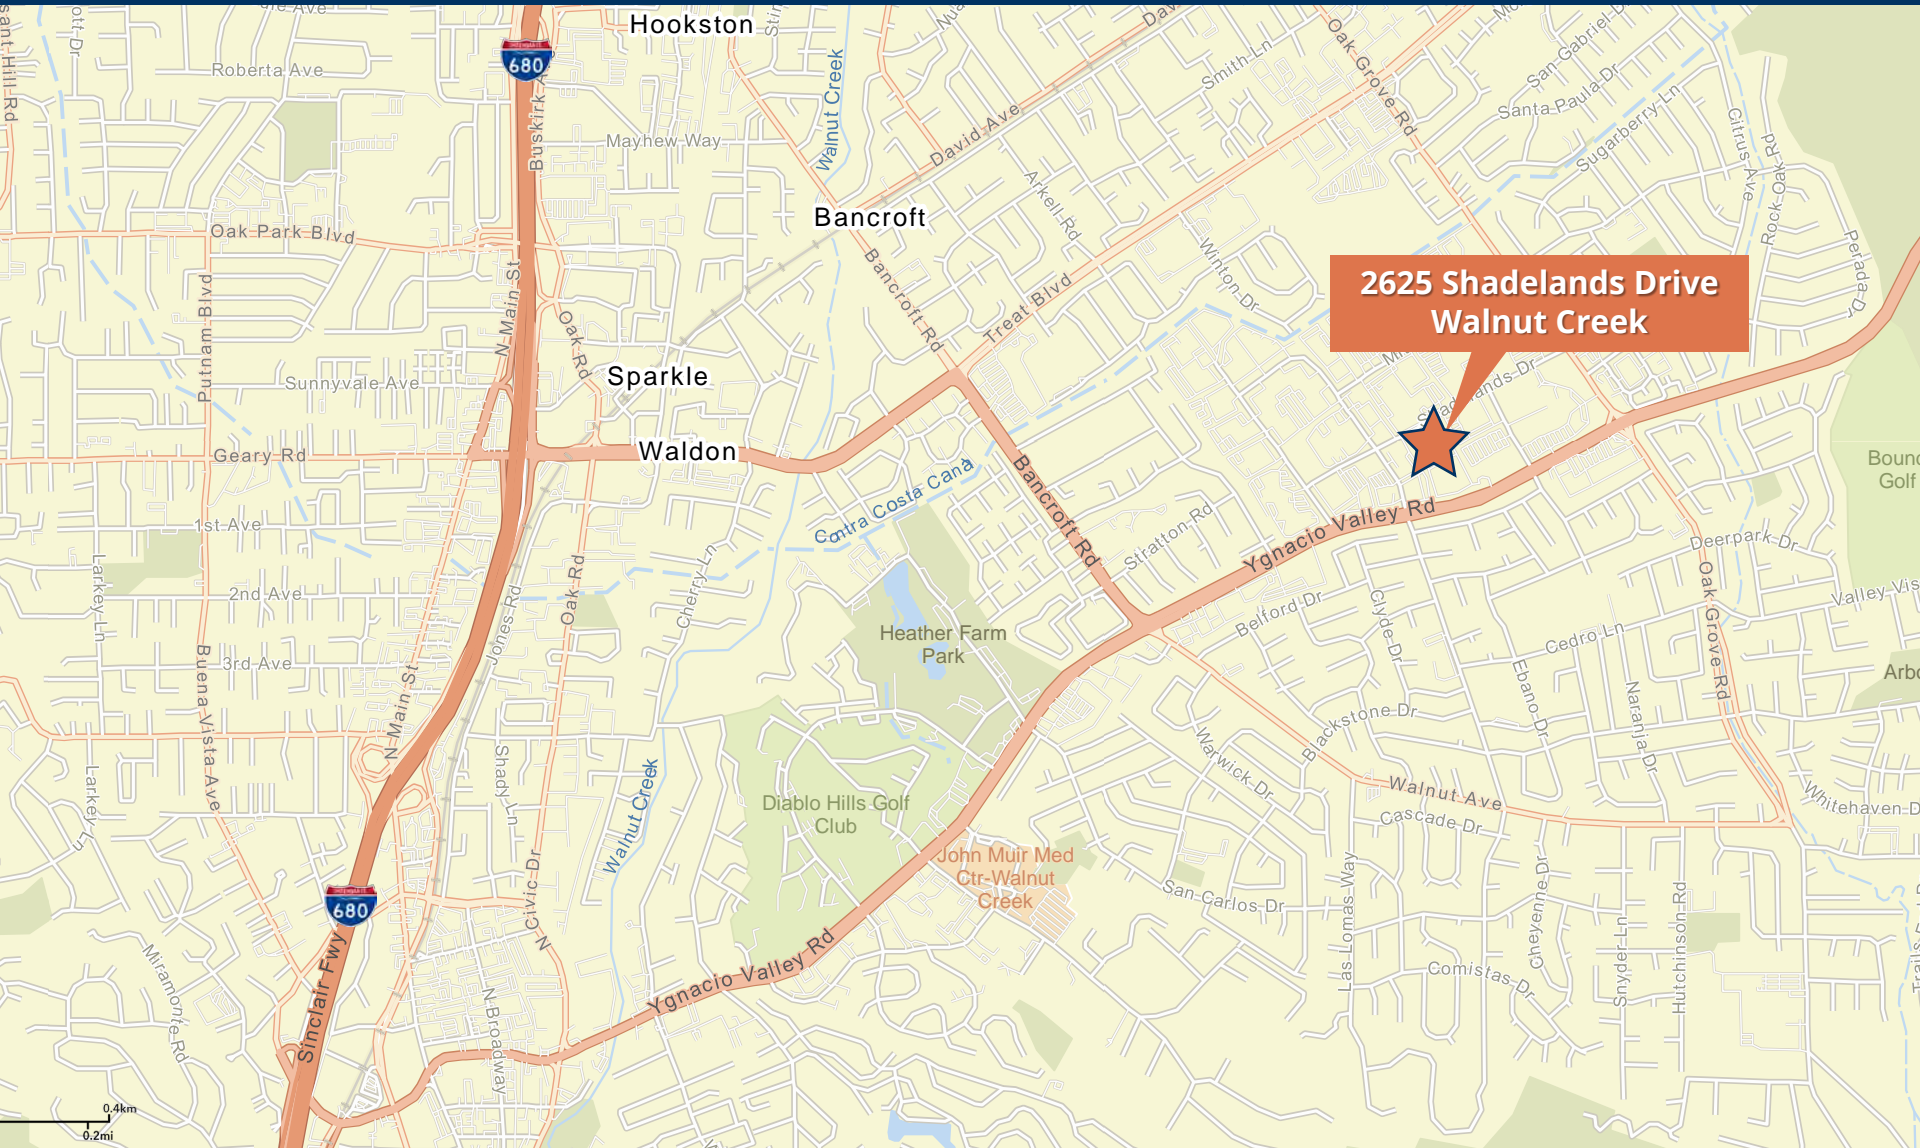 Hookston
680
Roberta Ave
Buskirk
Mayhew Way
Walnut Creek
David Ave
Smith Ln
Oak Grove Rd
San Gabriel
Santa Paula Dr
Sugarberry Ln
Citrus Ave
Rock Oak Rd
Perada Dr
Arkell Rd
Winton Dr
Bancroft
Oak Park Blvd
Putnam Blvd
N Main St
Oak Rd
Bancroft Rd
Treat Blvd
2625 Shadelands Drive
Walnut Creek
Sparkle
Sunnyvale Ave
Geary Rd
Waldon
Contra Costa Cana
Bancroft Rd
Stratton Rd
Ygnacio Valley Rd
1st Ave
2nd Ave
3rd Ave
Larkey Ln
Buena Vista Ave
N Main St
Jones Rd
Oak Rd
Cherry Ln
Heather Farm
Park
Belford Dr
Clyde Dr
Deerpark Dr
Valley Vis
Cedro Ln
Ebano Dr
Naranja Dr
Oak Grove Rd
Blackstone Dr
Warwick Dr
Walnut Ave
Cascade Dr
Whitehaven D
Larkey Ln
Shady Ln
Walnut Creek
Diablo Hills Golf
Club
John Muir Med
Ctr-Walnut
Creek
San Carlos Dr
Las Lomas Way
Cheyenne Dr
Snyder Ln
Hutchinson Rd
Comistas Dr
Civic Dr
N
680
Sinclair Fwy
Miramonte Rd
N Broadway
Ygnacio Valley Rd
0.4km
0.2mi